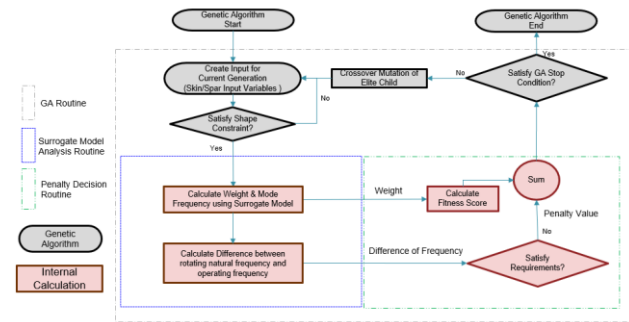 Genetic Algorithm
Start
Genetic Algorithm
End
Yes
Create Input for
Current Generation
(Skin/Spar Input Variables )
Crossover Mutation of
Elite Child
No
Satisfy GA Stop
Condition?
No
Satisfy Shape
Constraint?
Yes
GA Routine
Surrogate Model
Analysis Routine
Penalty Decision
Routine
Genetic
Algorithm
Internal
Calculation
Calculate Weight & Mode
Frequency using Surrogate Model
Weight
Calculate
Fitness Score
Sum
Penalty Value
No
Calculate Difference between
rotating natural frequency and
operating frequency
Difference of Frequency
Satisfy
Requirements?